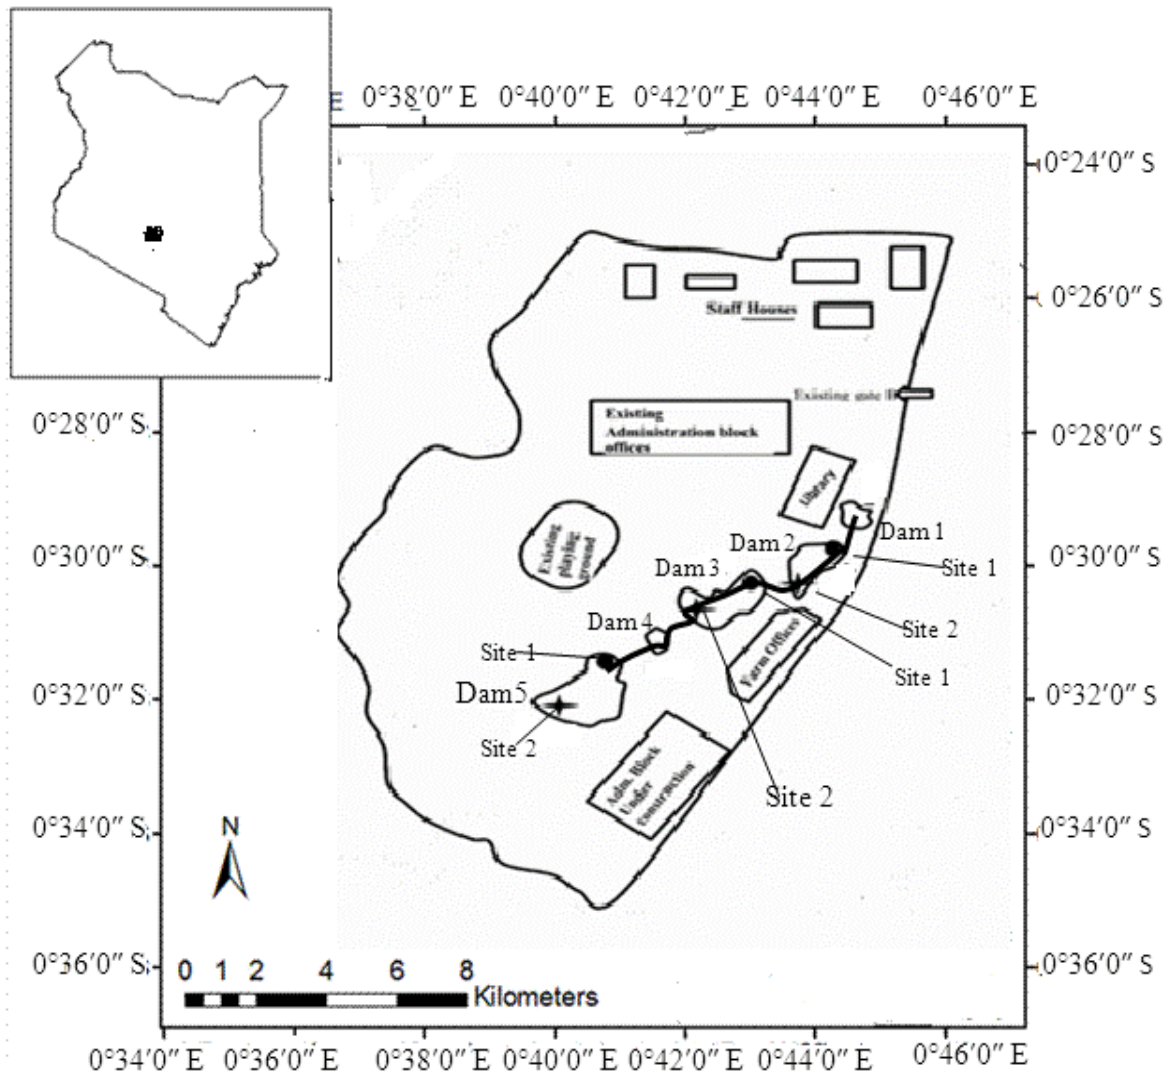 E 0°38′0″ E 0°40′0″ E 0°42′0″ E 0°44′0″ E 0°46′0″ E
0°24′0″ S
0°26′0″ S
Staff Houses
Existing gate
0°28′0″ S
0°28′0″ S
Existing
Administration block
offices
Library
Existing
playing
ground
Dam 1
Dam 2
0°30′0″ S
0°30′0″ S
Site 1
Dam 3
Dam 4
Site 2
Farm Offices
Site 1
Site 1
Dam5
0°32′0″ S
0°32′0″ S
Site 2
Adm. Block
Under
Construction
Site 2
0°34′0″ S
0°34′0″ S
N
0°36′0″ S
0°36′0″ S
0 1 2 4 6 8
Kilometers
0°34′0″ E 0°36′0″ E 0°38′0″ E 0°40′0″ E 0°42′0″ E 0°44′0″ E 0°46′0″ E